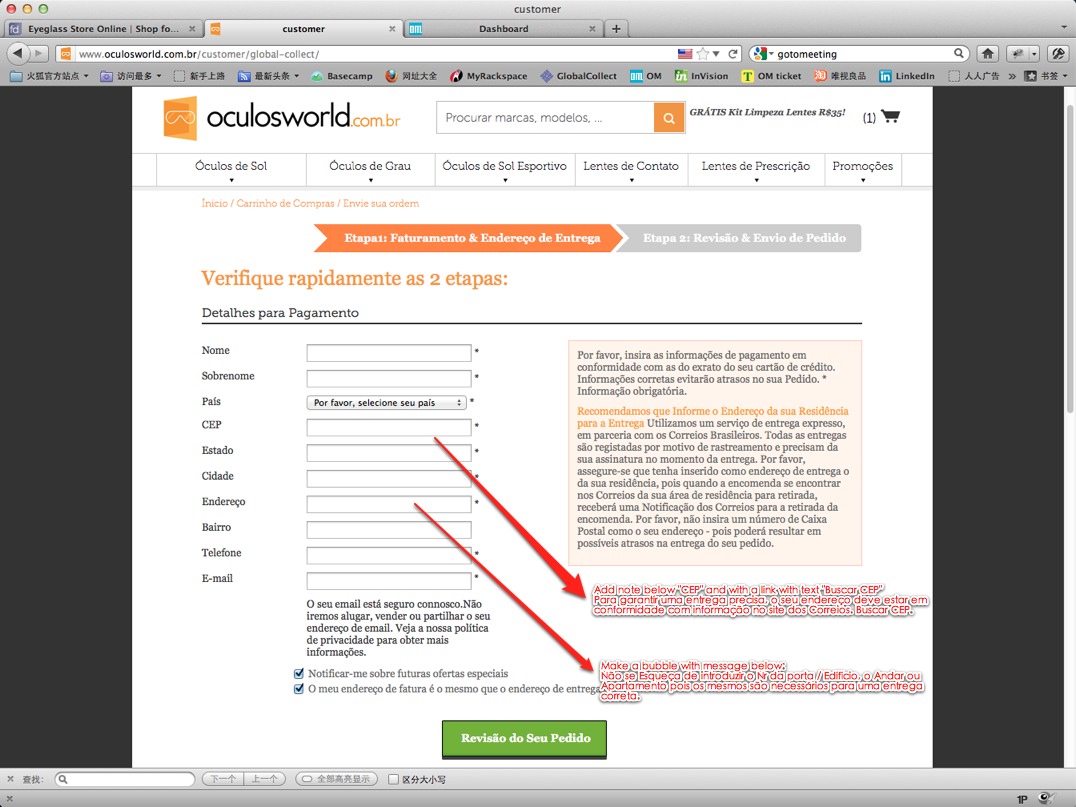 customer
Eyeglass Store Online | Shop fo...
customer
Dashboard
www.oculosworld.com.br/customer/global-collect/
gotomeeting
火狐官方站点
访问最多
新手上路
最新头条
Basecamp
网址大全
MyRackspace
GlobalCollect
OM
InVision
OM ticket
唯视良品
LinkedIn
人人广告
书签
oculosworld.com.br
Procurar marcas, modelos, ...
GRÁTIS Kit Limpeza Lentes R$35!
(1)
Óculos de Sol
Óculos de Grau
Óculos de Sol Esportivo
Lentes de Contato
Lentes de Prescrição
Promoções
Início / Carrinho de Compras / Envie sua ordem
Etapa1: Faturamento & Endereço de Entrega
Etapa 2: Revisão & Envio de Pedido
Verifique rapidamente as 2 etapas:
Detalhes para Pagamento
Nome *
Sobrenome *
País Por favor, selecione seu país *
CEP *
Estado *
Cidade *
Endereço *
Bairro
Telefone *
E-mail *
O seu email está seguro connosco.Não
iremos alugar, vender ou partilhar o seu
endereço de email. Veja a nossa política
de privacidade para obter mais
informações.
Notificar-me sobre futuras ofertas especiais
O meu endereço de fatura é o mesmo que o endereço de entrega
Por favor, insira as informações de pagamento em
conformidade com as do exrato do seu cartão de crédito.
Informações corretas evitarão atrasos no sua Pedido. *
Informação obrigatória.
Recomendamos que Informe o Endereço da sua Residência
para a Entrega Utilizamos um serviço de entrega expresso,
em parceria com os Correios Brasileiros. Todas as entregas
são registadas por motivo de rastreamento e precisam da
sua assinatura no momento da entrega. Por favor,
assegure-se que tenha inserido como endereço de entrega o
da sua residência, pois quando a encomenda se encontrar
nos Correios da sua área de residência para retirada,
receberá uma Notificação dos Correios para a retirada da
encomenda. Por favor, não insira um número de Caixa
Postal como o seu endereço - pois poderá resultar em
possíveis atrasos na entrega do seu pedido.
Add note below "CEP" and with a link with text "Buscar CEP"
Para garantir uma entrega precisa, o seu endereço deve estar em
conformidade com informação no site dos Correios. Buscar CEP.
Make a bubble with message below:
Não se Esqueça de introduzir o Nr da porta / Edificio, o Andar ou
Apartamento pois os mesmos são necessários para uma entrega
correta.
Revisão do Seu Pedido
查找:
下一个
上一个
全部高亮显示
区分大小写
1P